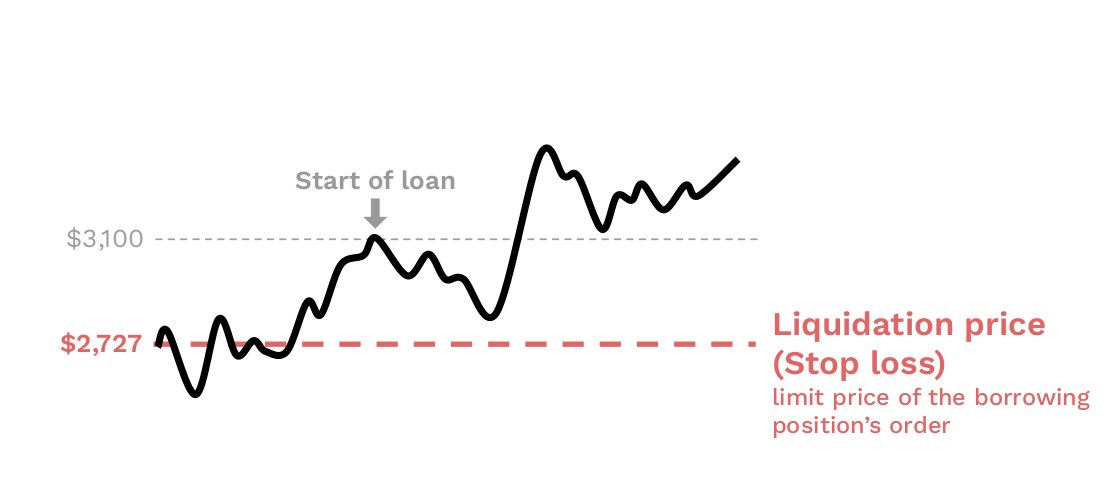 Start of loan
$3,100
$2,727
Liquidation price
(Stop loss)
limit price of the borrowing
position’s order